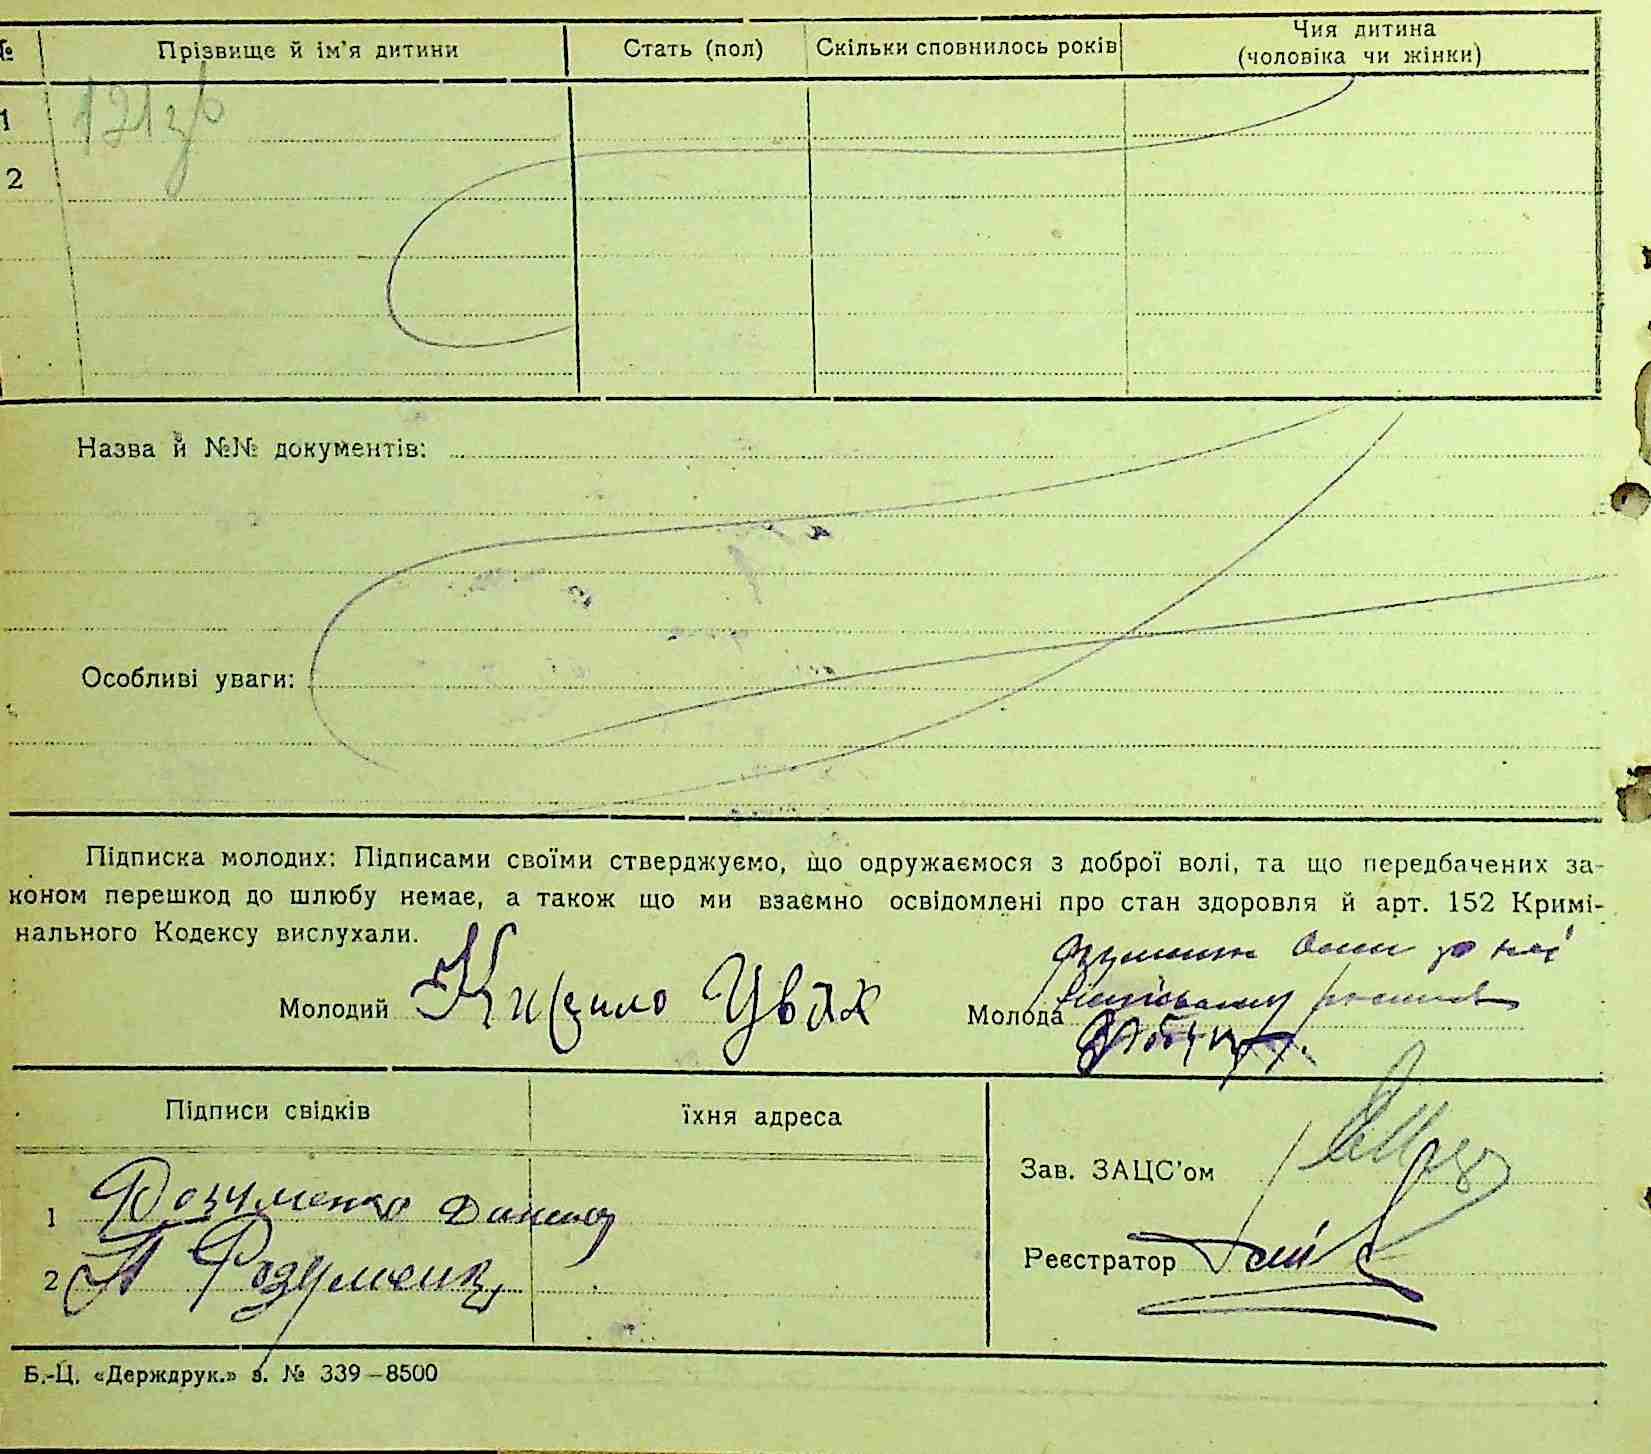 № Прізвище й ім'я дитини Стать (пол) Скільки сповнилось років Чия дитина
(чоловіка чи жінки)
1
2
Назва й №№ документів:
Особливі уваги:
Підписка молодих: Підписами своїми стверджуємо, що одружаємося з доброї волі, та що передбачених за-
коном перешкод до шлюбу немає, а також що ми взаємно освідомлені про стан здоровля й арт. 152 Кримі-
нального Кодексу вислухали.
Молодий Кирило Цвях Молода
Підписи свідків їхня адреса
Зав. ЗАЦС'ом
1 Розуменко
Реєстратор
2 Розуменко
Б.-Ц. «Держдрук.» з. № 339–8500